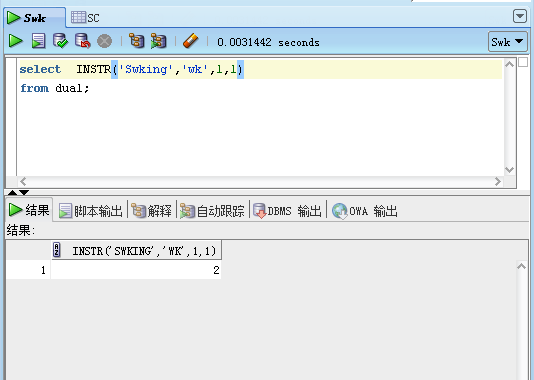 Swk
SC
0.0031442 seconds
Swk
select INSTR('Swking','wk',1,1)
from dual;
结果
脚本输出
解释
自动跟踪
DBMS 输出
OWA 输出
结果:
INSTR('SWKING','WK',1,1)
1
2